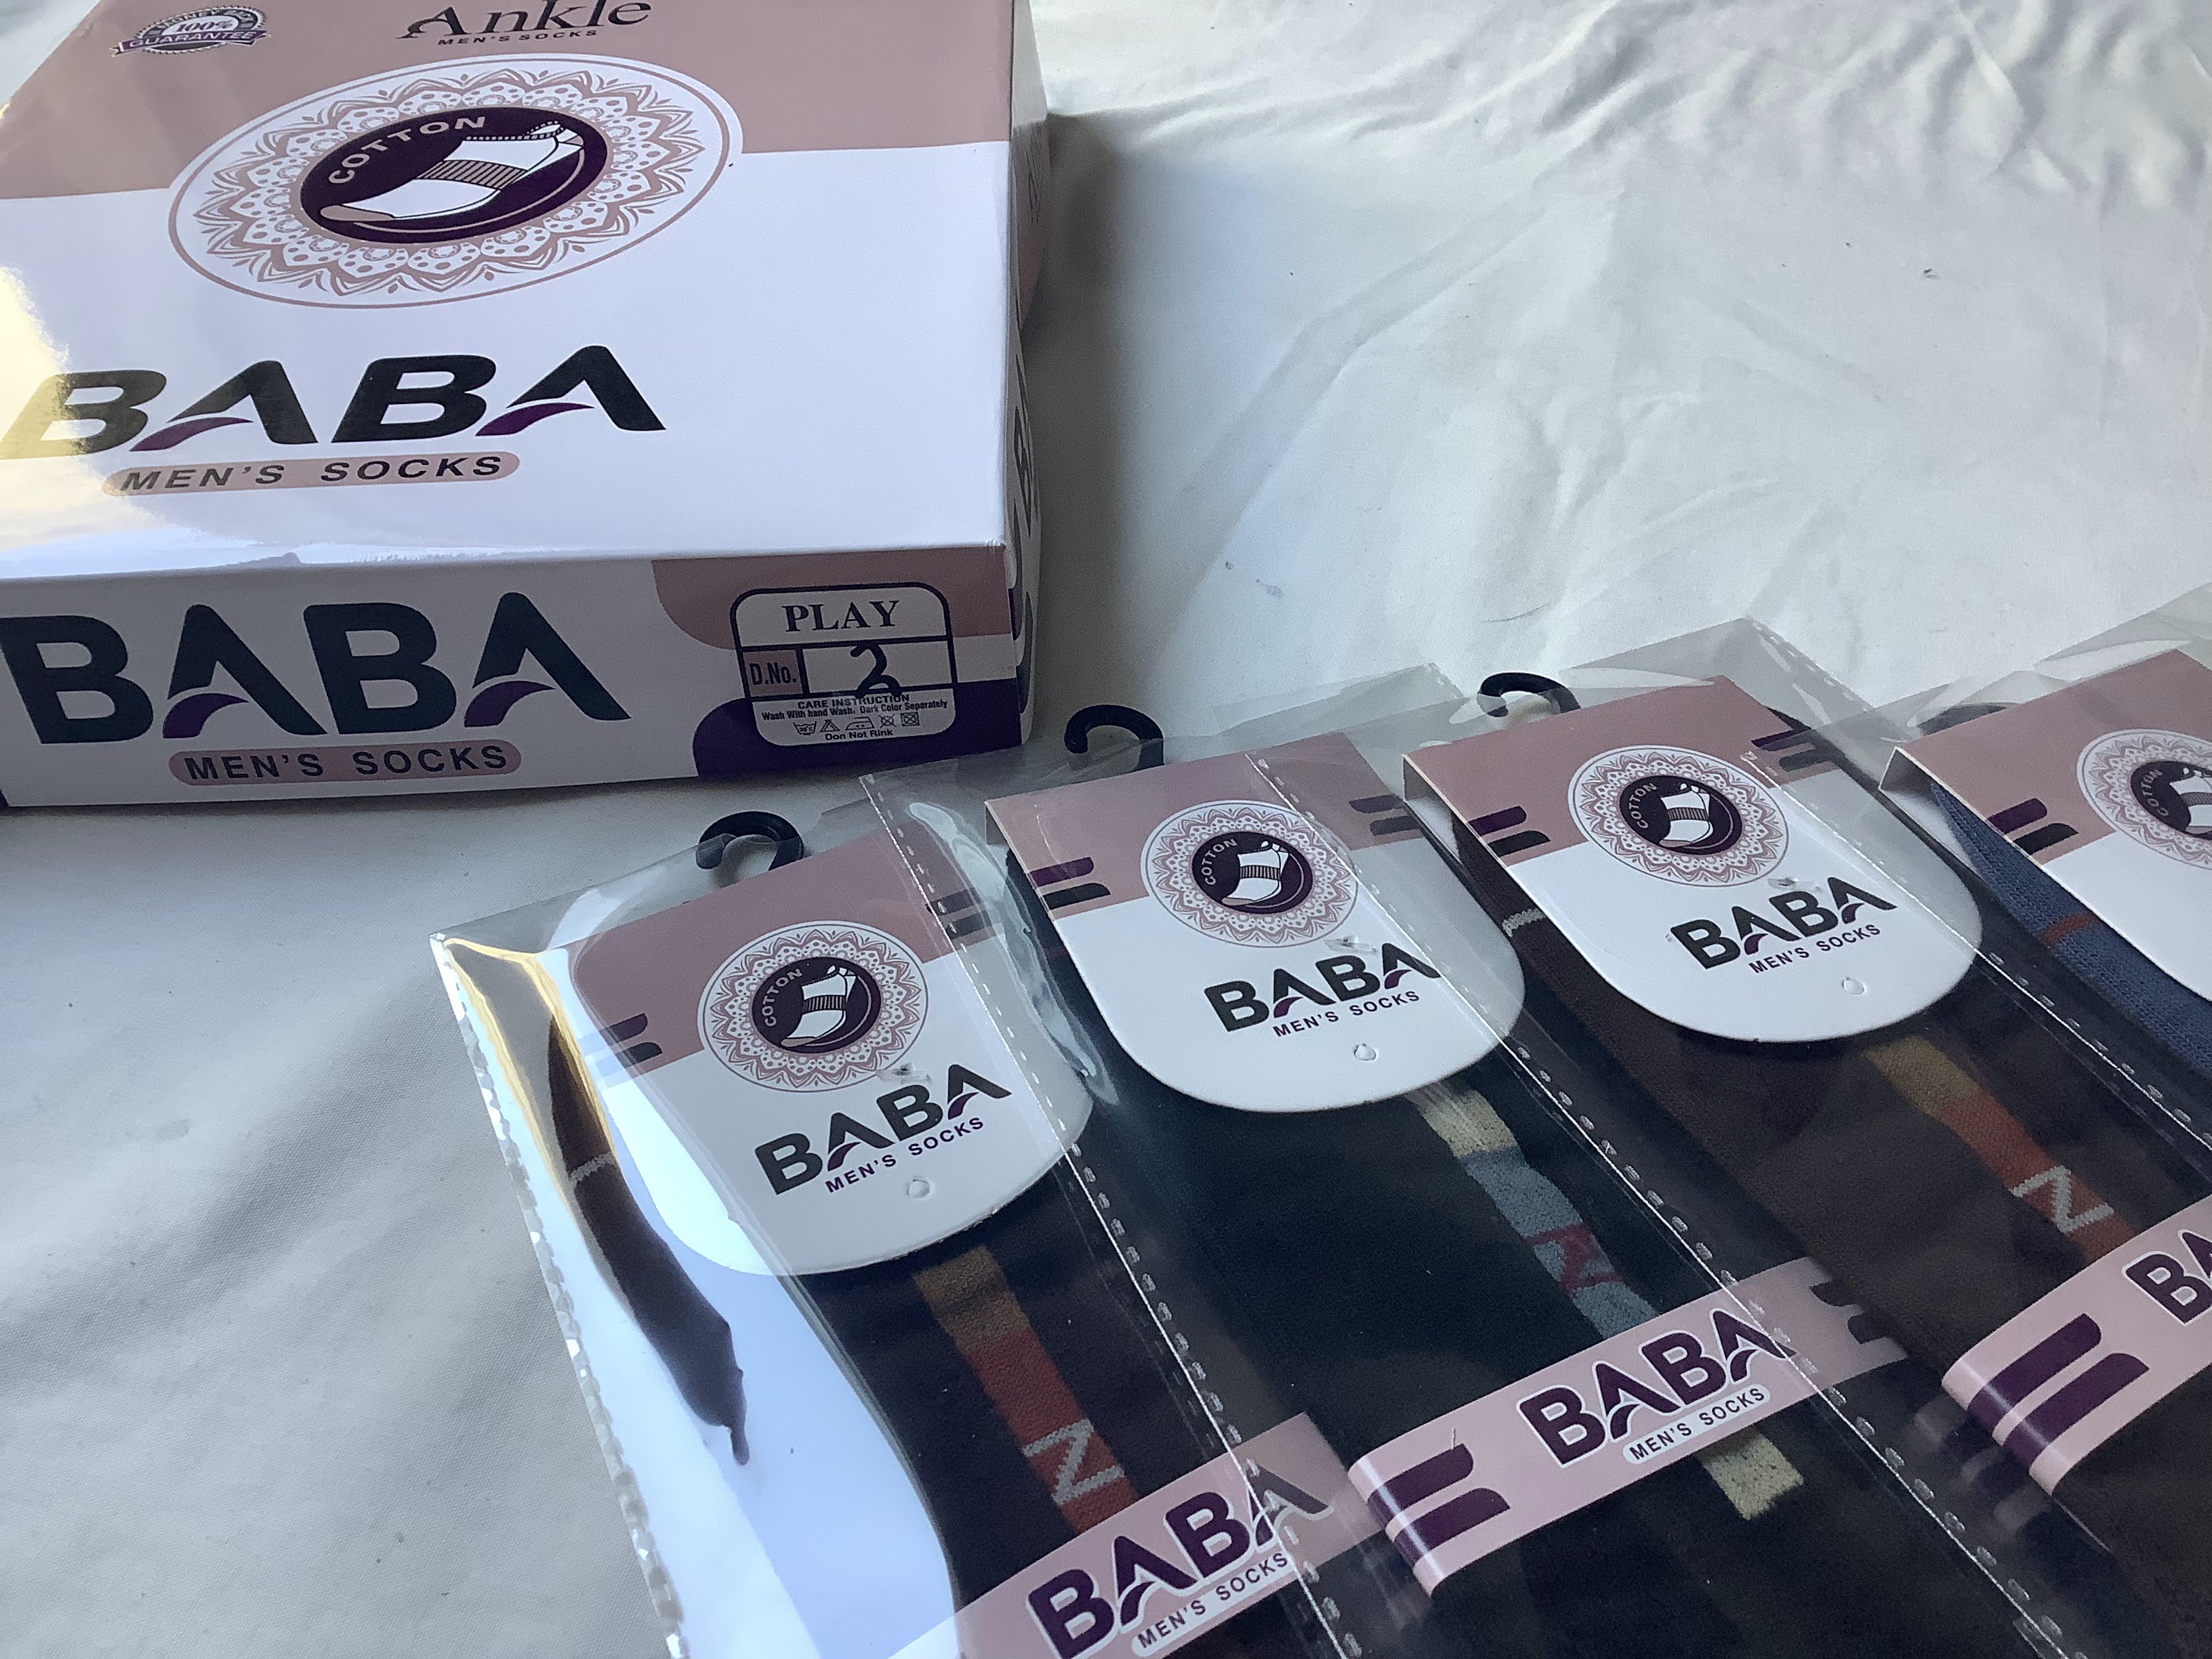 100%
GUARANTEE
Ankle
MEN'S SOCKS
COTTON
BABA
MEN'S SOCKS
BABA
MEN'S SOCKS
PLAY
D.No. 2
CARE INSTRUCTION
Wash With hand Wash. Dark Color Separately
Don Not Rink
COTTON
BABA
MEN'S SOCKS
N
BABA
MEN'S SOCKS
COTTON
BABA
MEN'S SOCKS
N
BABA
MEN'S SOCKS
COTTON
BABA
MEN'S SOCKS
N
BA
COTTON